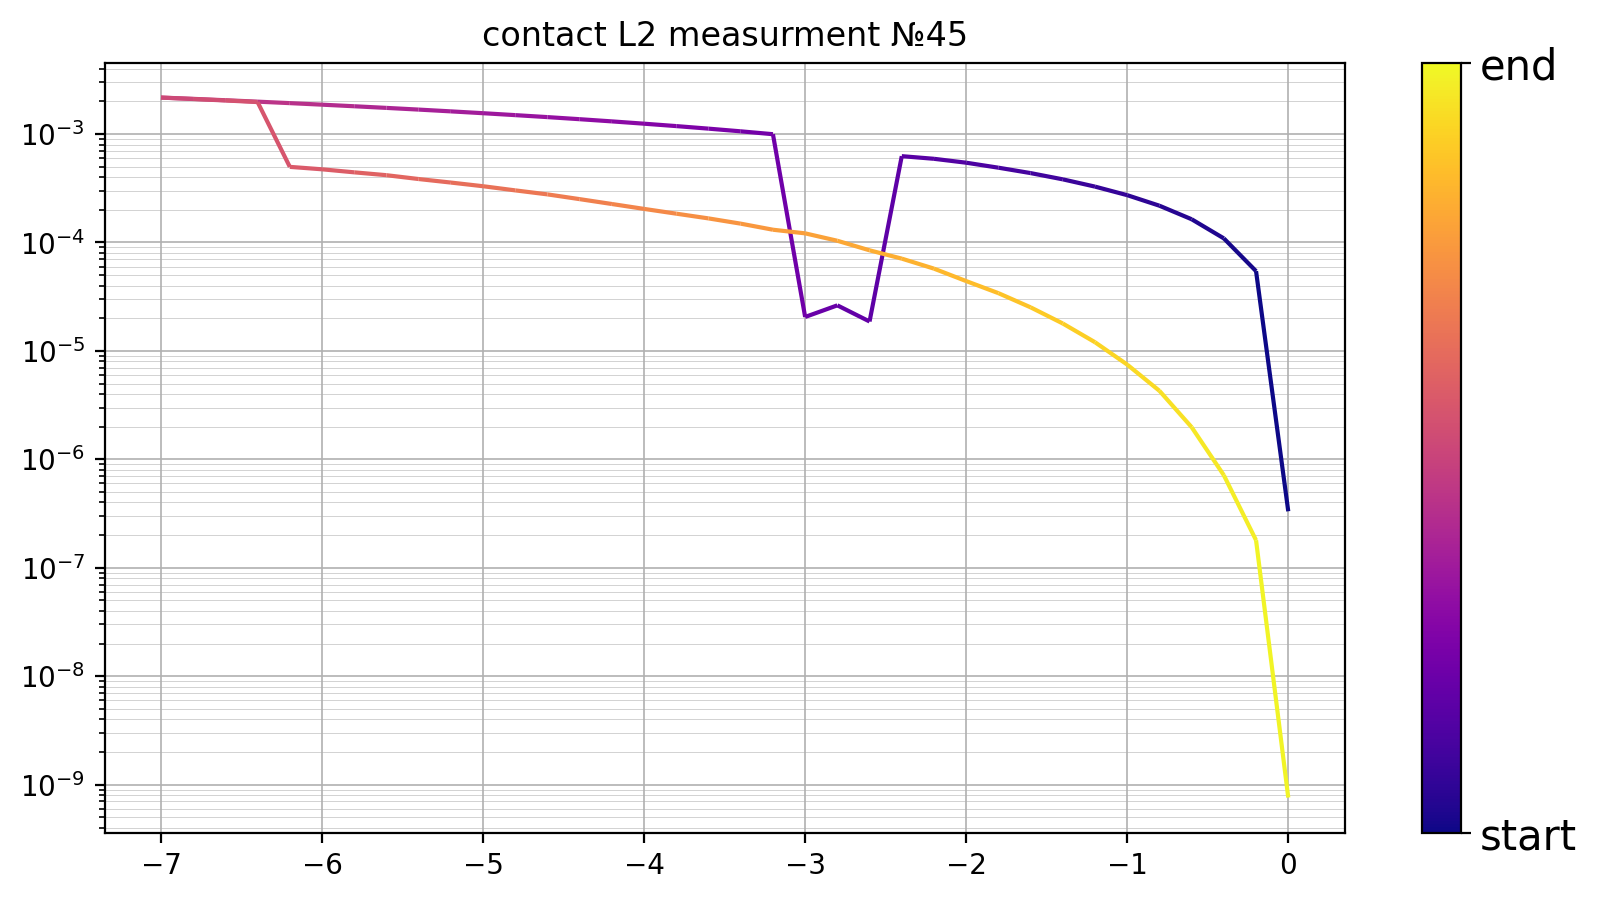 contact L2 measurment №45
10⁻³
10⁻⁴
10⁻⁵
10⁻⁶
10⁻⁷
10⁻⁸
10⁻⁹
−7 −6 −5 −4 −3 −2 −1 0
end
start